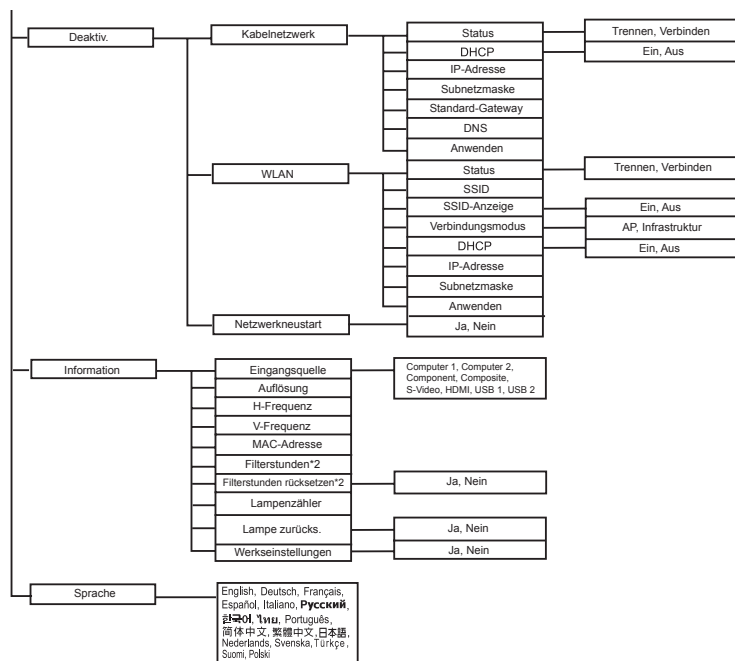 Deaktiv.
Kabelnetzwerk
Status
Trennen, Verbinden
DHCP
Ein, Aus
IP-Adresse
Subnetzmaske
Standard-Gateway
DNS
Anwenden
WLAN
Status
Trennen, Verbinden
SSID
SSID-Anzeige
Ein, Aus
Verbindungsmodus
AP, Infrastruktur
DHCP
Ein, Aus
IP-Adresse
Subnetzmaske
Anwenden
Netzwerkneustart
Ja, Nein
Information
Eingangsquelle
Computer 1, Computer 2,
Component, Composite,
S-Video, HDMI, USB 1, USB 2
Auflösung
H-Frequenz
V-Frequenz
MAC-Adresse
Filterstunden*2
Filterstunden rücksetzen*2
Ja, Nein
Lampenzähler
Lampe zurücks.
Ja, Nein
Werkseinstellungen
Ja, Nein
Sprache
English, Deutsch, Français,
Español, Italiano, Русский,
한국어, ไทย, Português,
简体中文, 繁體中文, 日本語,
Nederlands, Svenska, Türkçe,
Suomi, Polski